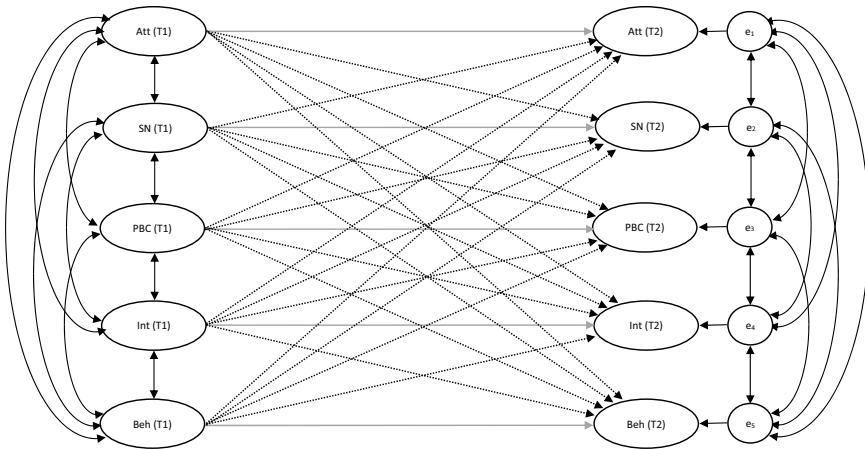 Att (T1) Att (T2) e₁
SN (T1) SN (T2) e₂
PBC (T1) PBC (T2) e₃
Int (T1) Int (T2) e₄
Beh (T1) Beh (T2) e₅